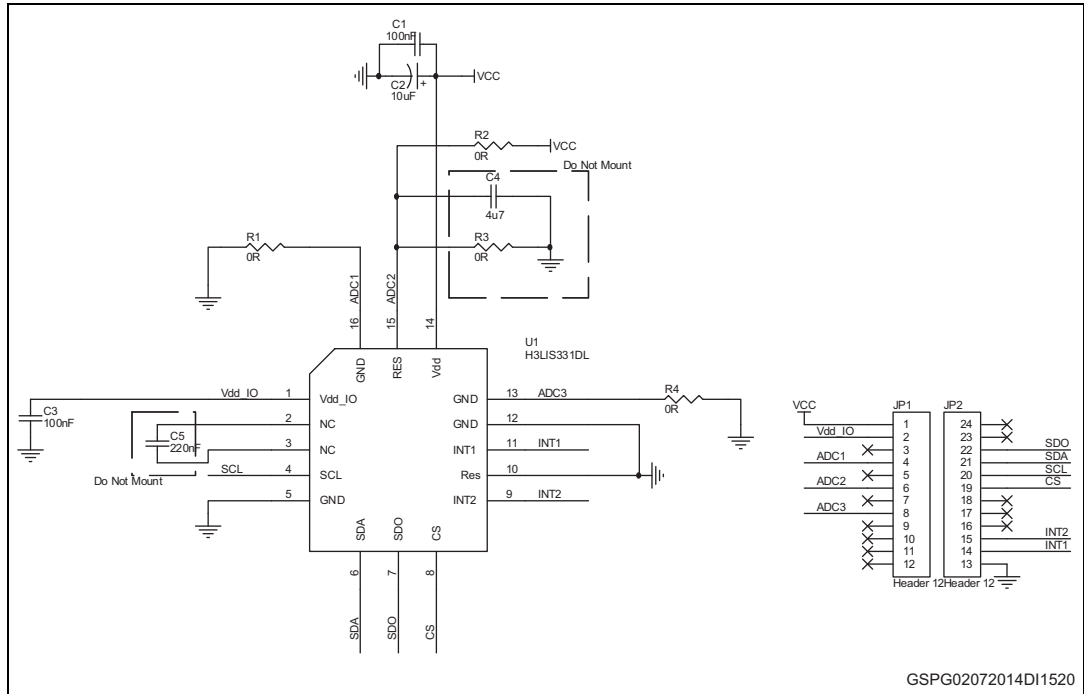 C1
100nF
C2
10uF
+
VCC
R2
0R
VCC
Do Not Mount
C4
4u7
R3
0R
R1
0R
ADC1
ADC2
16
15
14
GND
RES
Vdd
U1
H3LIS331DL
C3
100nF
Vdd_IO
1
Vdd_IO
2
NC
C5
220nF
3
NC
Do Not Mount
SCL
4
SCL
5
GND
GND
13
ADC3
R4
0R
GND
12
INT1
11
INT1
Res
10
INT2
9
INT2
SDA
SDO
CS
6
7
8
SDA
SDO
CS
VCC
JP1
1
Vdd_IO
2
3
ADC1
4
5
ADC2
6
7
ADC3
8
9
10
11
12
Header 12
JP2
24
23
22
SDO
21
SDA
20
SCL
19
CS
18
17
16
15
INT2
14
INT1
13
Header 12
GSPG02072014DI1520